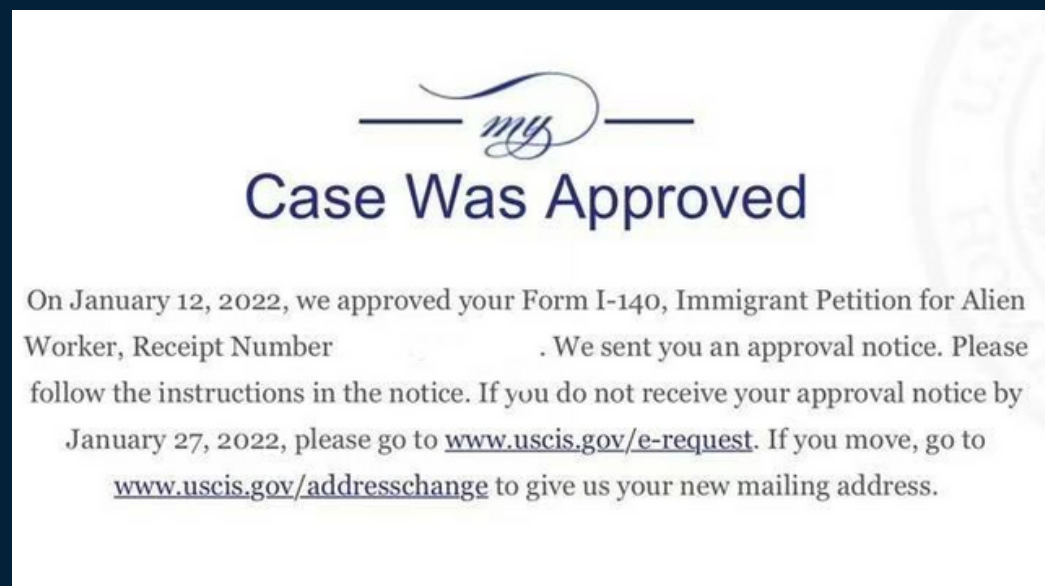 my
Case Was Approved
On January 12, 2022, we approved your Form I-140, Immigrant Petition for Alien
Worker, Receipt Number . We sent you an approval notice. Please
follow the instructions in the notice. If you do not receive your approval notice by
January 27, 2022, please go to www.uscis.gov/e-request. If you move, go to
www.uscis.gov/addresschange to give us your new mailing address.